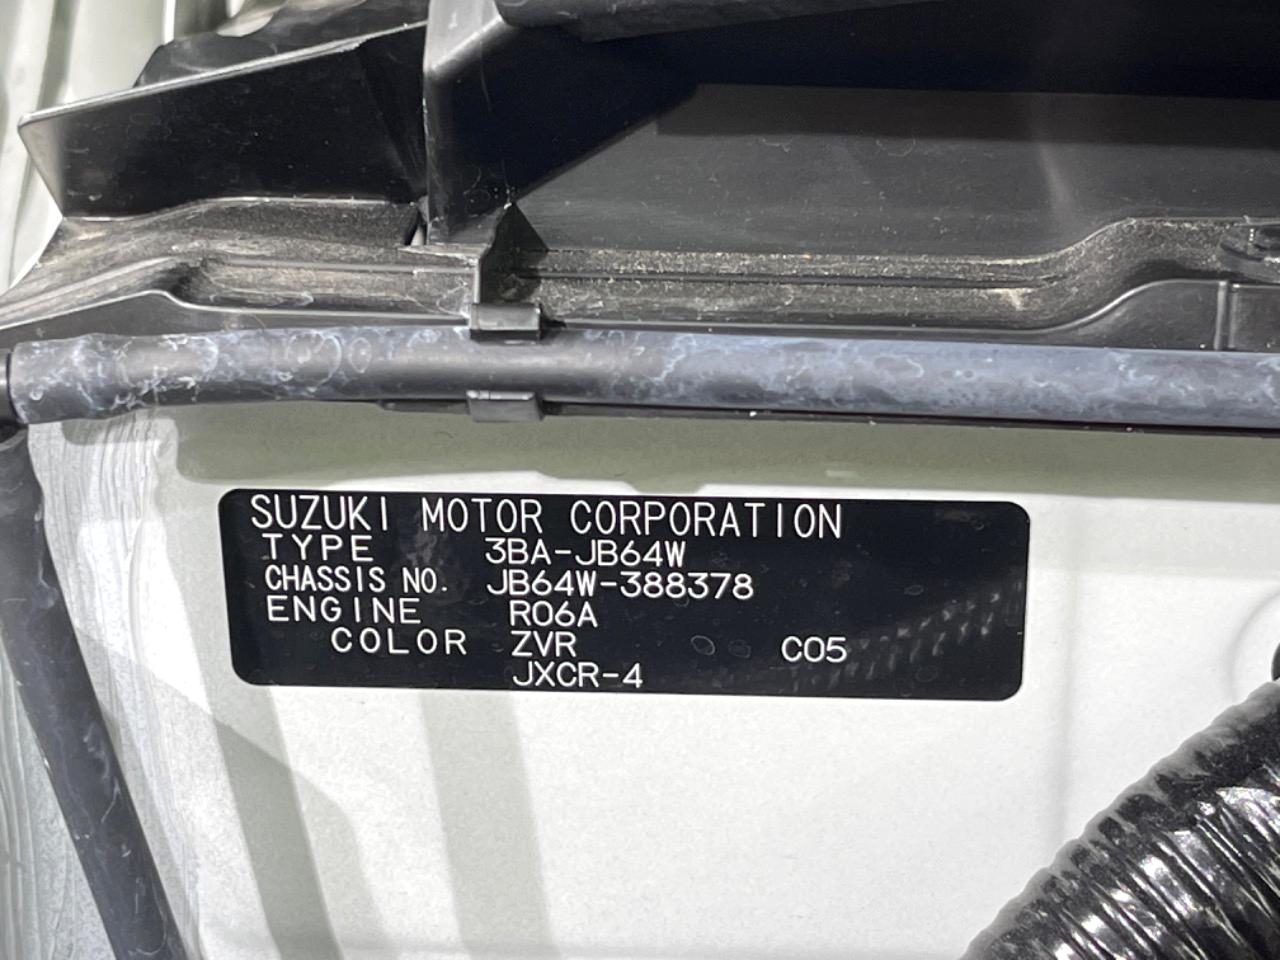 SUZUKI MOTOR CORPORATION
TYPE 3BA-JB64W
CHASSIS NO. JB64W-388378
ENGINE R06A
COLOR ZVR C05
JXCR-4